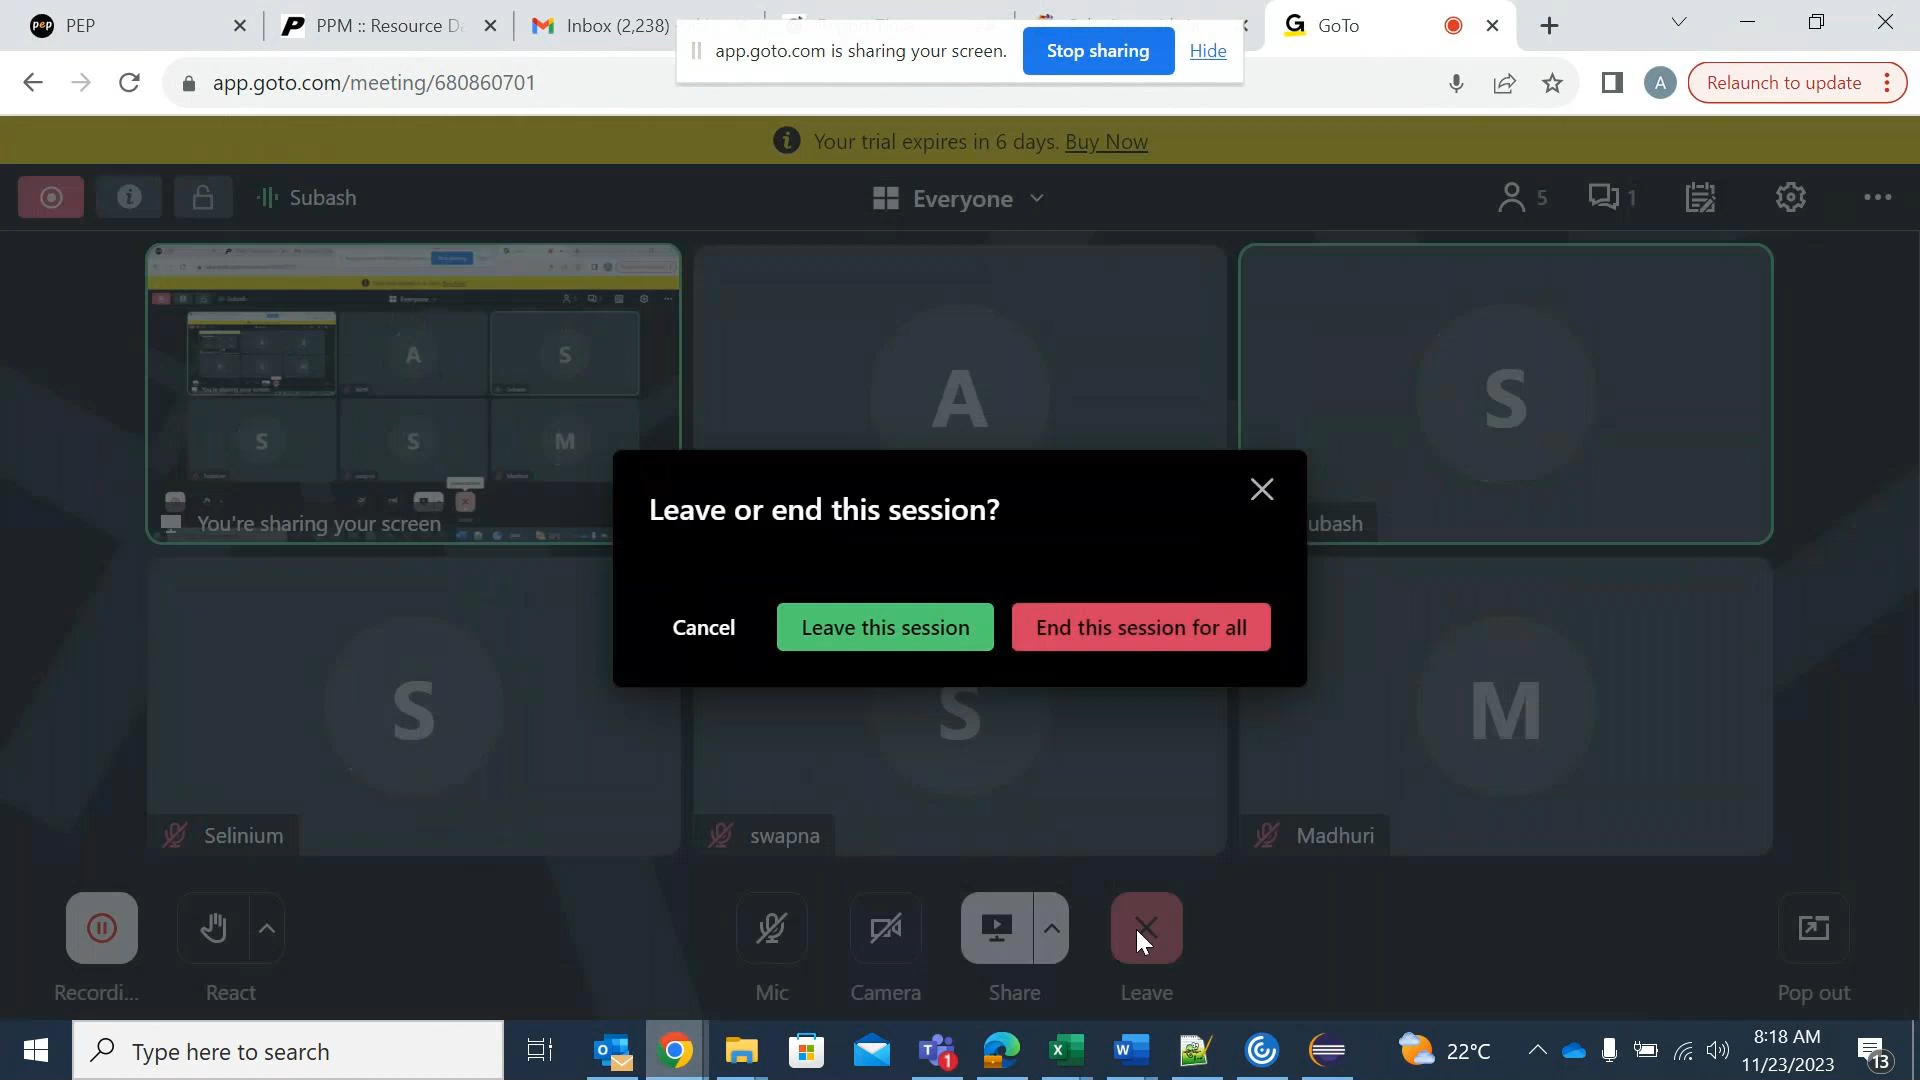 PEP
PPM :: Resource Da
Inbox (2,238)
GoTo
app.goto.com is sharing your screen.
Stop sharing
Hide
app.goto.com/meeting/680860701
A
Relaunch to update
Your trial expires in 6 days. Buy Now
Subash
Everyone
5
1
A
S
You're sharing your screen
ubash
Leave or end this session?
Cancel
Leave this session
End this session for all
S
S
M
Selinium
swapna
Madhuri
Recordi...
React
Mic
Camera
Share
Leave
Pop out
Type here to search
22°C
8:18 AM
11/23/2023
13